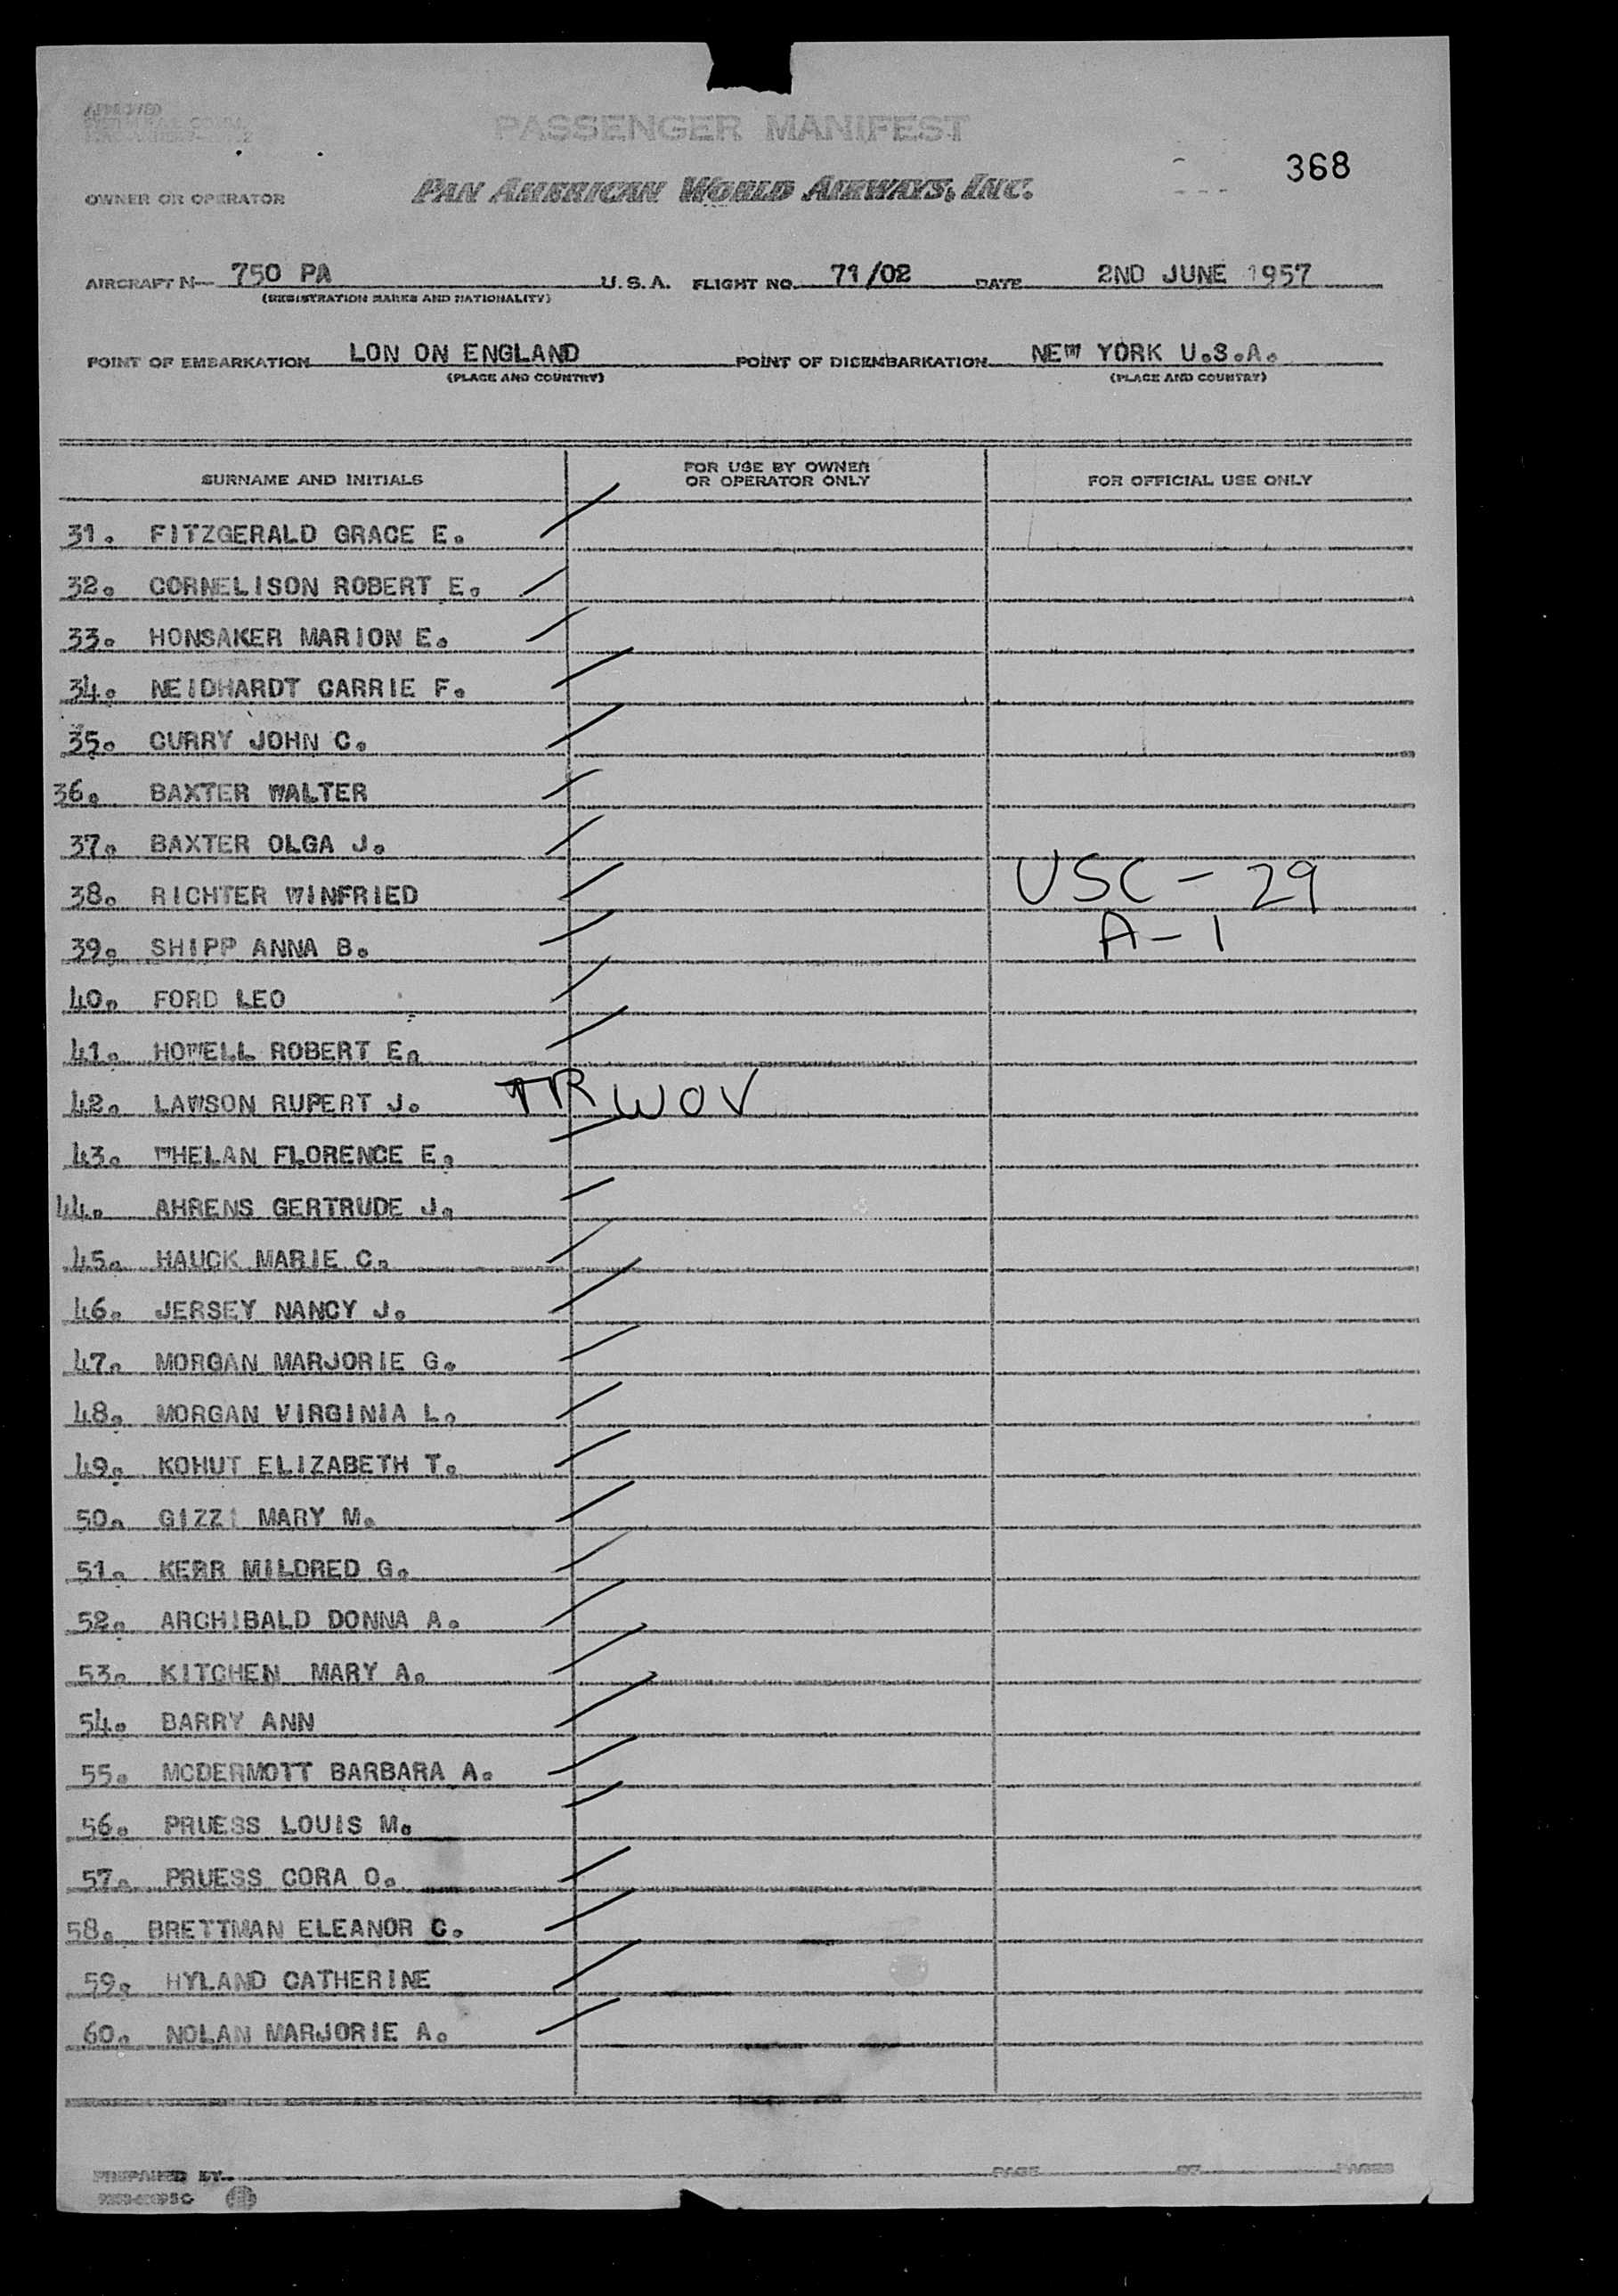 APPROVED
PASSENGER MANIFEST
368
OWNER OR OPERATOR PAN AMERICAN WORLD AIRWAYS, INC.
AIRCRAFT N— 750 PA U.S.A. FLIGHT NO. 71/02 DATE 2ND JUNE 1957
(REGISTRATION MARKS AND NATIONALITY)
POINT OF EMBARKATION LON ON ENGLAND POINT OF DISEMBARKATION NEW YORK U.S.A.
(PLACE AND COUNTRY) (PLACE AND COUNTRY)
SURNAME AND INITIALS FOR USE BY OWNER OR OPERATOR ONLY FOR OFFICIAL USE ONLY
31. FITZGERALD GRACE E.
32. CORNELISON ROBERT E.
33. HONSAKER MARION E.
34. NEIDHARDT CARRIE F.
35. CURRY JOHN C.
36. BAXTER WALTER
37. BAXTER OLGA J.
38. RICHTER WINFRIED USC - 29
39. SHIPP ANNA B. A - 1
40. FORD LEO
41. HOWELL ROBERT E.
42. LAWSON RUPERT J. TR WOV
43. WHELAN FLORENCE E.
44. AHRENS GERTRUDE J.
45. HAUCK MARIE C.
46. JERSEY NANCY J.
47. MORGAN MARJORIE G.
48. MORGAN VIRGINIA L.
49. KOHUT ELIZABETH T.
50. GIZZI MARY M.
51. KERR MILDRED G.
52. ARCHIBALD DONNA A.
53. KITCHEN MARY A.
54. BARRY ANN
55. MCDERMOTT BARBARA A.
56. PRUESS LOUIS M.
57. PRUESS CORA O.
58. BRETTMAN ELEANOR C.
59. HYLAND CATHERINE
60. NOLAN MARJORIE A.
PREPARED BY PAGE OF PAGES